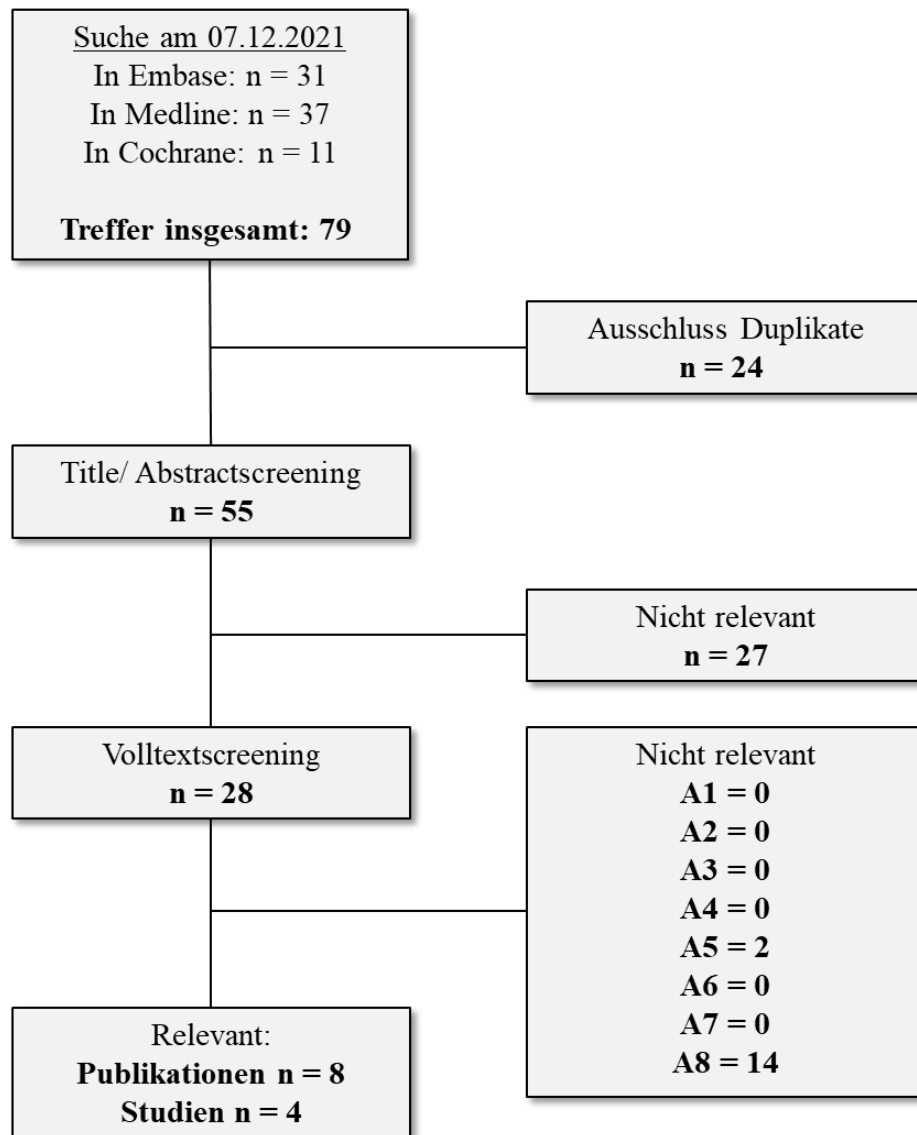 Suche am 07.12.2021
In Embase: n = 31
In Medline: n = 37
In Cochrane: n = 11
Treffer insgesamt: 79
Ausschluss Duplikate
n = 24
Title/ Abstractscreening
n = 55
Nicht relevant
n = 27
Volltextscreening
n = 28
Nicht relevant
A1 = 0
A2 = 0
A3 = 0
A4 = 0
A5 = 2
A6 = 0
A7 = 0
A8 = 14
Relevant:
Publikationen n = 8
Studien n = 4